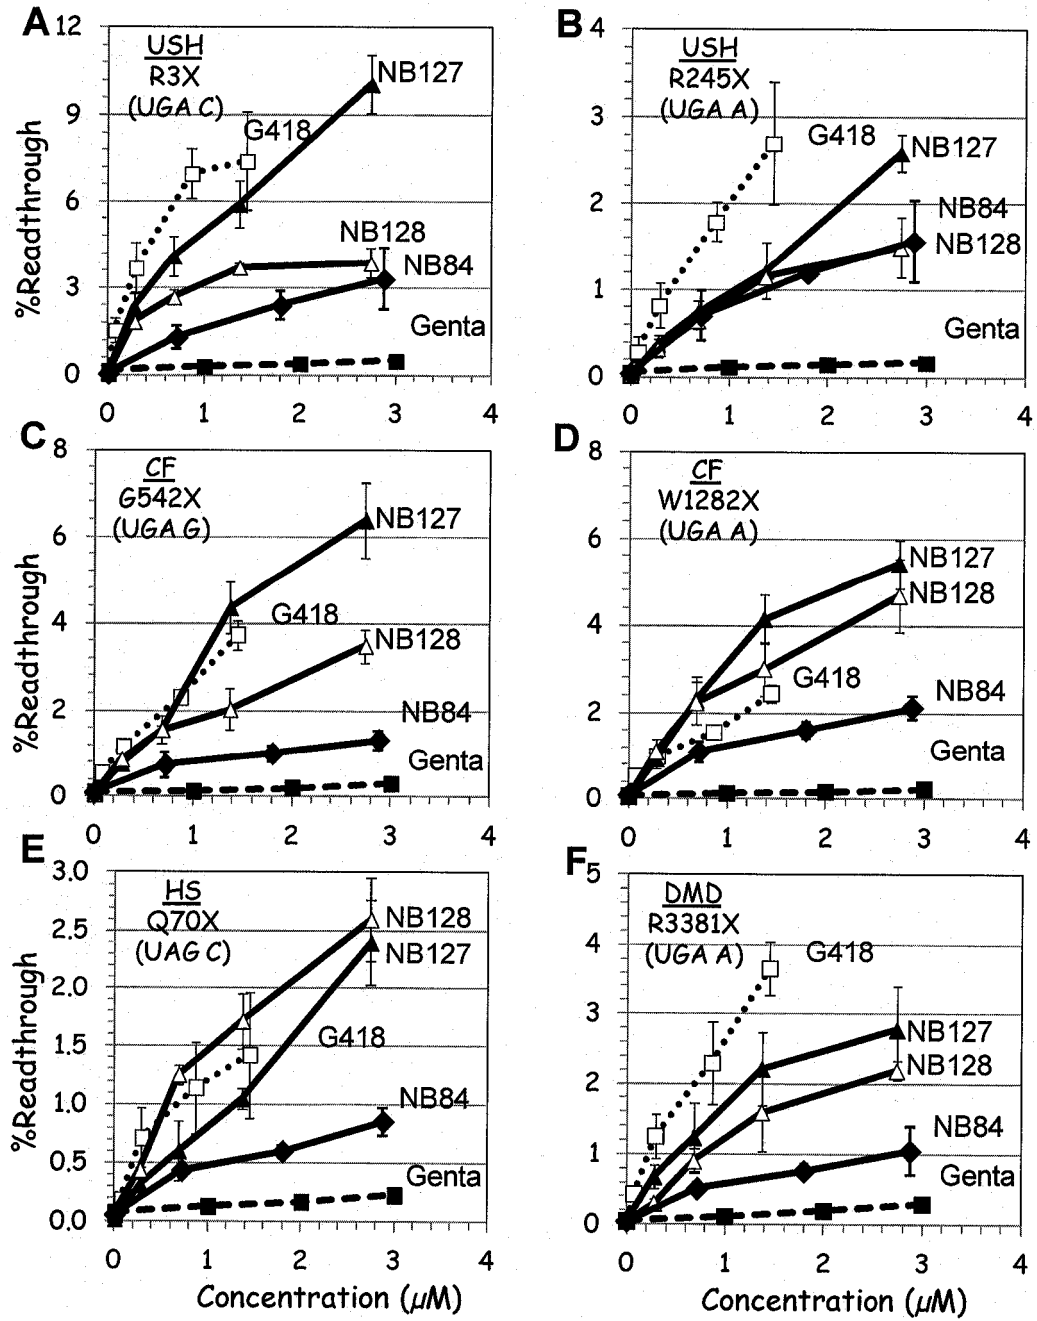 A
12
9
6
3
0
%Readthrough
USH
R3X
(UGA C)
NB127
G418
NB128
NB84
Genta
0 1 2 3 4
B
4
3
2
1
0
USH
R245X
(UGA A)
G418
NB127
NB84
NB128
Genta
0 1 2 3 4
C
8
6
4
2
0
%Readthrough
CF
G542X
(UGA G)
NB127
G418
NB128
NB84
Genta
0 1 2 3 4
D
8
6
4
2
0
CF
W1282X
(UGA A)
NB127
NB128
G418
NB84
Genta
0 1 2 3 4
E
3.0
2.5
2.0
1.5
1.0
0.5
0.0
%Readthrough
HS
Q70X
(UAG C)
NB128
NB127
G418
NB84
Genta
0 1 2 3 4
Concentration (µM)
F
5
4
3
2
1
0
DMD
R3381X
(UGA A)
G418
NB127
NB128
NB84
Genta
0 1 2 3 4
Concentration (µM)